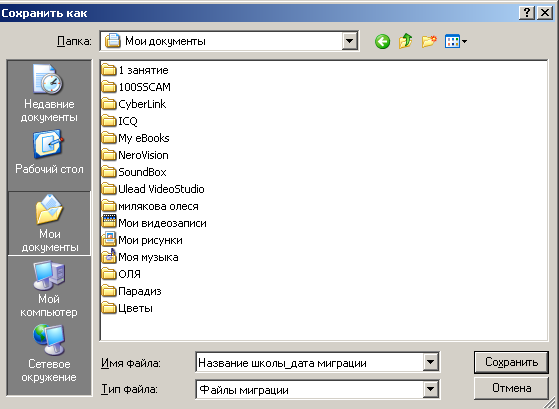 Сохранить как
Папка: Мои документы
Недавние документы
Рабочий стол
Мои документы
Мой компьютер
Сетевое окружение
1 занятие
100SSCAM
CyberLink
ICQ
My eBooks
NeroVision
SoundBox
Ulead VideoStudio
милякова олеся
Мои видеозаписи
Мои рисунки
Моя музыка
ОЛЯ
Парадиз
Цветы
Имя файла: Название школы_дата миграции
Сохранить
Тип файла: Файлы миграции
Отмена